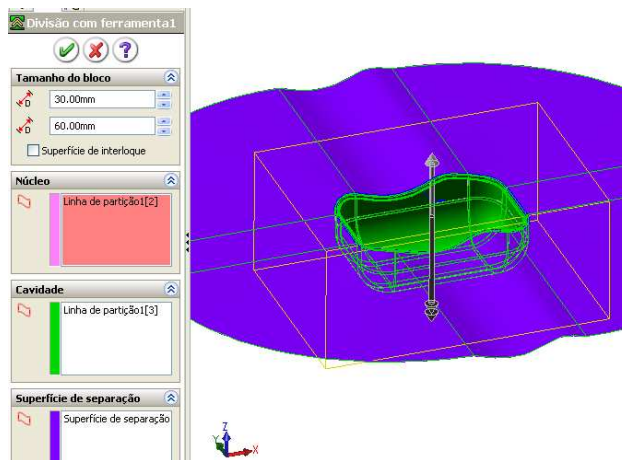 Divisão com ferramenta1
?
Tamanho do bloco
D
30.00mm
D
60.00mm
Superfície de interloque
Núcleo
Linha de partição1[2]
Cavidade
Linha de partição1[3]
Superfície de separação
Superfície de separação
Z
Y
X